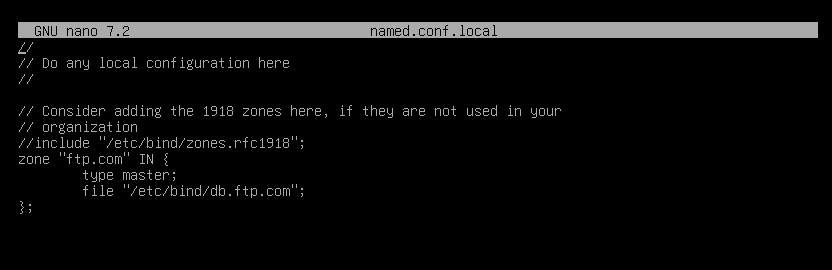 GNU nano 7.2 named.conf.local
//
// Do any local configuration here
//
// Consider adding the 1918 zones here, if they are not used in your
// organization
//include "/etc/bind/zones.rfc1918";
zone "ftp.com" IN {
        type master;
        file "/etc/bind/db.ftp.com";
};